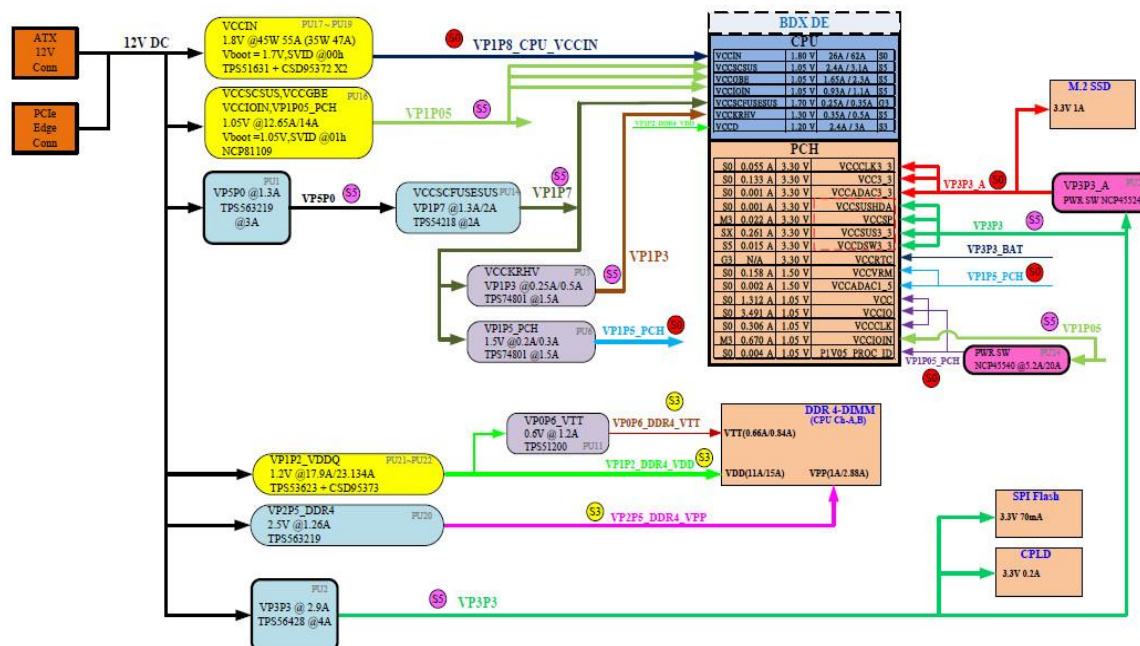 ATX
12V
Conn
PCIe
Edge
Conn
12V DC
PU17~PU19
VCCIN
1.8V @45W 55A (35W 47A)
Vboot = 1.7V,SVID @00h
TPS51631 + CSD95372 X2
S0
VP1P8_CPU_VCCIN
VCCSCSUS,VCCGBE
PU16
VCCIOIN,VP1P05_PCH
1.05V @12.65A/14A
Vboot =1.05V,SVID @01h
NCP81109
VP1P05
S5
PU1
VP5P0 @1.3A
TPS563219
@3A
VP5P0
S5
VCCSCFUSESUS
PU14
VP1P7 @1.3A/2A
TPS54218 @2A
S5
VP1P7
VCCKRHV
VP1P3 @0.25A/0.5A
TPS74801 @1.5A
S5
VP1P3
VP1P5_PCH
PU6
1.5V @0.2A/0.3A
TPS74801 @1.5A
VP1P5_PCH
S0
BDX DE
CPU
VCCIN 1.80 V 26A / 62A S0
VCCSCSUS 1.05 V 2.4A / 3.1A S5
VCCGBE 1.05 V 1.65A / 2.3A S5
VCCIOIN 1.05 V 0.93A / 1.1A S5
VCCSCFUSESUS 1.70 V 0.25A / 0.35A G3
VCCKRHV 1.30 V 0.35A / 0.5A S5
VCCD 1.20 V 2.4A / 3A S3
VP1P2_DDR4_VDD
PCH
S0 0.055 A 3.30 V VCCCLK3_3
S0 0.133 A 3.30 V VCC3_3
S0 0.001 A 3.30 V VCCADAC3_3
S0 0.001 A 3.30 V VCCSUSHDA
M3 0.022 A 3.30 V VCCSP
SX 0.261 A 3.30 V VCCSUS3_3
S5 0.015 A 3.30 V VCCDSW3_3
G3 N/A 3.30 V VCCRTC
S0 0.158 A 1.50 V VCCVRM
S0 0.002 A 1.50 V VCCADAC1_5
S0 1.312 A 1.05 V VCC
S0 3.491 A 1.05 V VCCIO
S0 0.306 A 1.05 V VCCCLK
M3 0.670 A 1.05 V VCCIOIN
S0 0.004 A 1.05 V P1V05_PROC_ID
M.2 SSD
3.3V 1A
S0
VP3P3_A
VP3P3_A
PWR SW NCP45524
S5
VP3P3
VP3P3_BAT
VP1P5_PCH
S0
S5
VP1P05
VP1P05_PCH
S0
PWR SW
NCP45540 @5.2A/20A
VP0P6_VTT
0.6V @ 1.2A
TPS51200
PU11
S3
VP0P6_DDR4_VTT
DDR 4-DIMM
(CPU Ch-A,B)
VTT(0.66A/0.84A)
VDD(11A/15A)
VPP(1A/2.88A)
VP1P2_VDDQ
PU21~PU22
1.2V @17.9A/23.134A
TPS53623 + CSD95373
VP1P2_DDR4_VDD
S3
VP2P5_DDR4
PU20
2.5V @1.26A
TPS563219
S3
VP2P5_DDR4_VPP
SPI Flash
3.3V 70mA
CPLD
3.3V 0.2A
PU2
VP3P3 @ 2.9A
TPS56428 @4A
S5
VP3P3